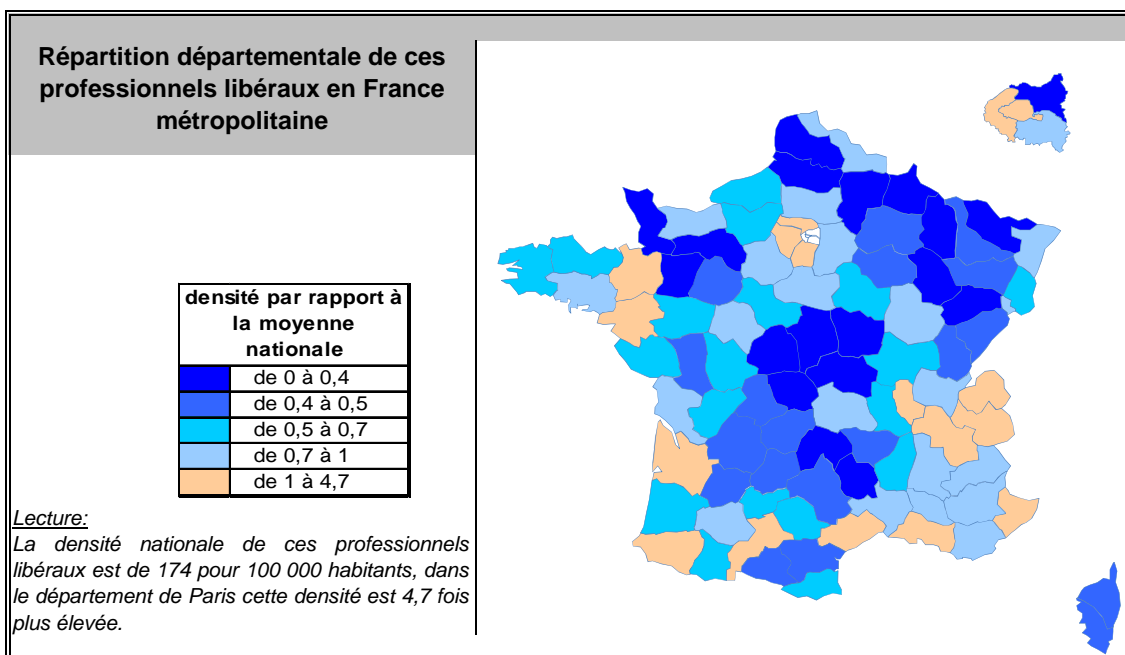 Répartition départementale de ces
professionnels libéraux en France
métropolitaine
densité par rapport à
la moyenne
nationale
de 0 à 0,4
de 0,4 à 0,5
de 0,5 à 0,7
de 0,7 à 1
de 1 à 4,7
Lecture:
La densité nationale de ces professionnels
libéraux est de 174 pour 100 000 habitants, dans
le département de Paris cette densité est 4,7 fois
plus élevée.